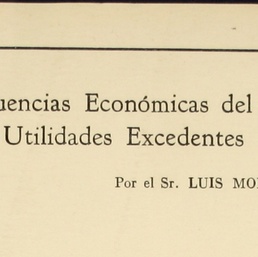 uencias Económicas del
Utilidades Excedentes
Por el Sr. LUIS MO